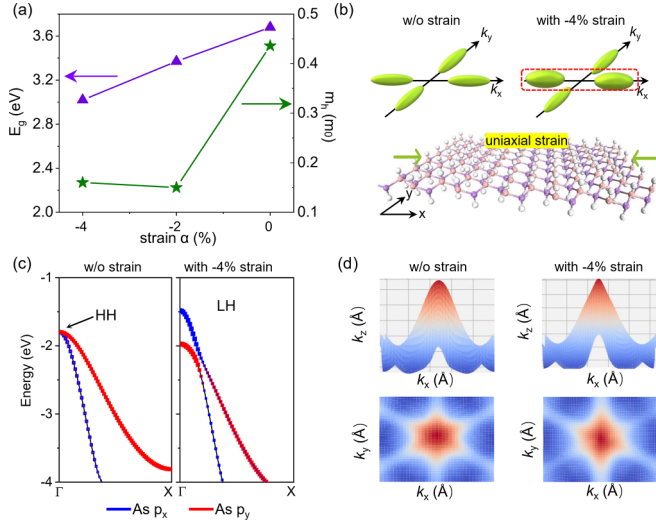 (a)
3.6
3.2
2.8
2.4
2.0
E_g (eV)
0.5
0.4
0.3
0.2
0.1
m_h (mo)
-4
-2
0
strain α (%)
(b)
w/o strain
with -4% strain
k_y
k_x
k_y
k_x
uniaxial strain
y
x
(c)
w/o strain
with -4% strain
-1
-2
-3
-4
Energy (eV)
HH
LH
Γ
X
Γ
X
As p_x
As p_y
(d)
w/o strain
with -4% strain
k_z (Å)
k_x (Å)
k_z (Å)
k_x (Å)
k_y (Å)
k_x (Å)
k_y (Å)
k_x (Å)